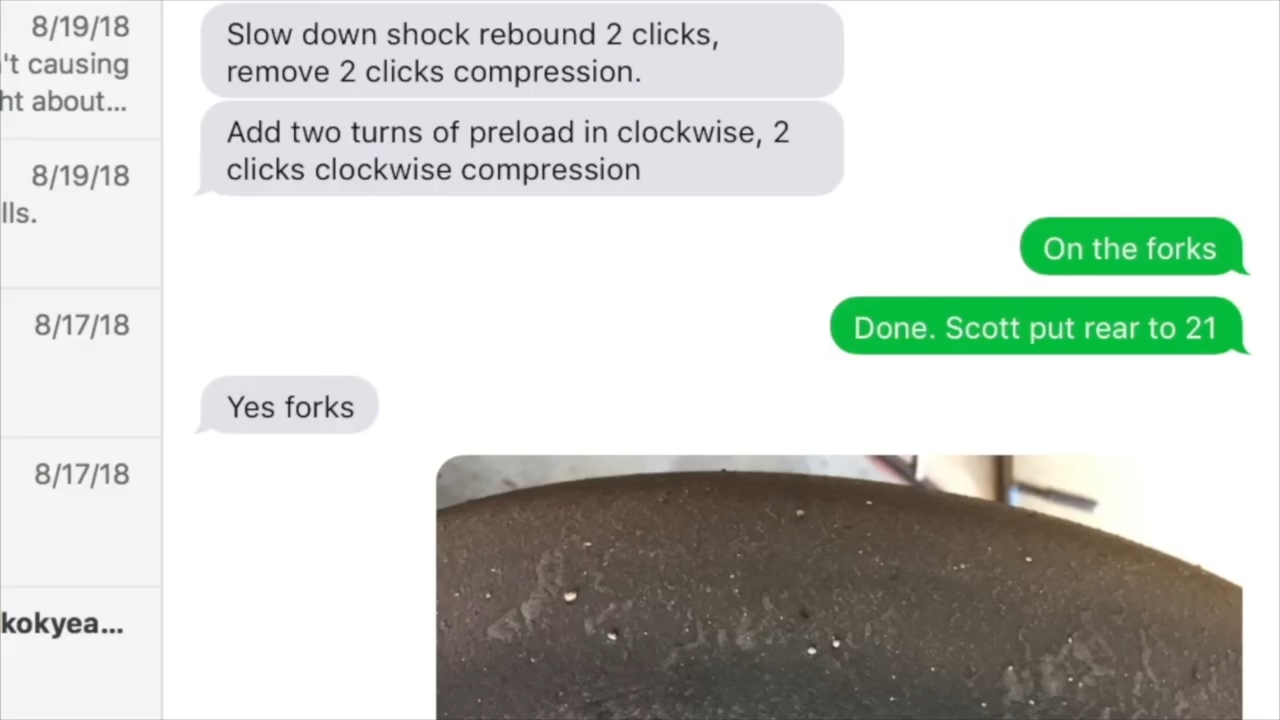 8/19/18
't causing
ht about...
8/19/18
lls.
8/17/18
8/17/18
kokyea...
Slow down shock rebound 2 clicks,
remove 2 clicks compression.
Add two turns of preload in clockwise, 2
clicks clockwise compression
On the forks
Done. Scott put rear to 21
Yes forks